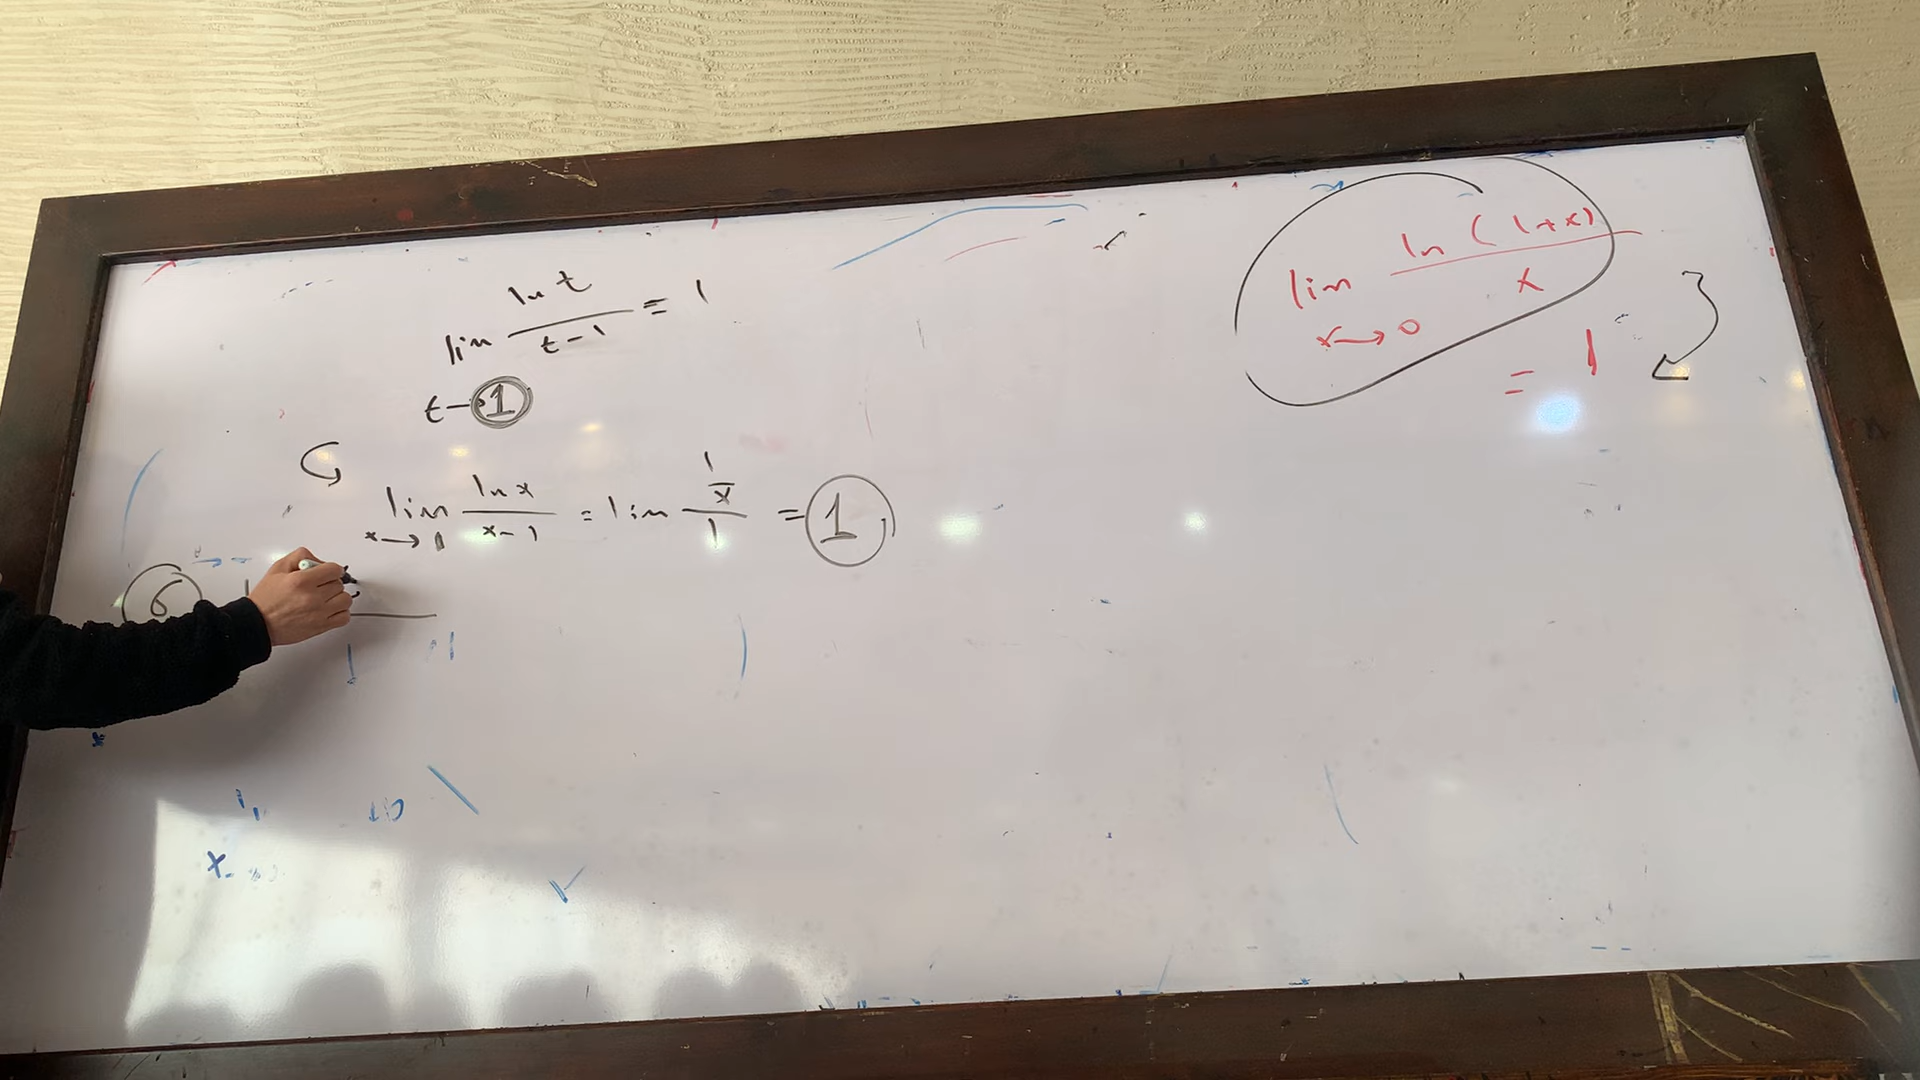 lim ln t / t - 1 = 1
t → 1
lim ln x / x - 1 = lim 1/x / 1 = 1
x → 1
6
lim ln (1+x) / x
x → 0
= 1
x